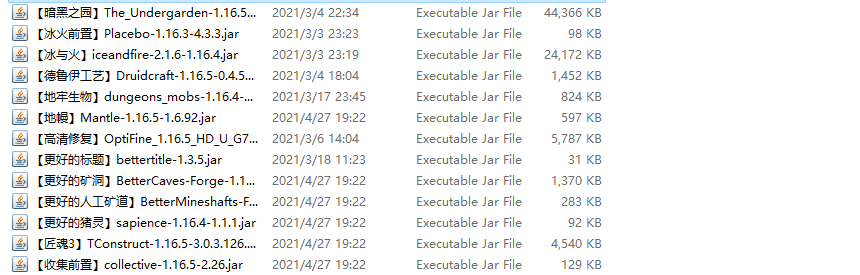 【暗黑之园】The_Undergarden-1.16.5... 2021/3/4 22:34 Executable Jar File 44,366 KB
【冰火前置】Placebo-1.16.3-4.3.3.jar 2021/3/3 23:23 Executable Jar File 98 KB
【冰与火】iceandfire-2.1.6-1.16.4.jar 2021/3/3 23:19 Executable Jar File 24,172 KB
【德鲁伊工艺】Druidcraft-1.16.5-0.4.5... 2021/3/4 18:04 Executable Jar File 1,452 KB
【地牢生物】dungeons_mobs-1.16.4-... 2021/3/17 23:45 Executable Jar File 824 KB
【地幔】Mantle-1.16.5-1.6.92.jar 2021/4/27 19:22 Executable Jar File 597 KB
【高清修复】OptiFine_1.16.5_HD_U_G7... 2021/3/6 14:04 Executable Jar File 5,787 KB
【更好的标题】bettertitle-1.3.5.jar 2021/3/18 11:23 Executable Jar File 31 KB
【更好的矿洞】BetterCaves-Forge-1.1... 2021/4/27 19:22 Executable Jar File 1,370 KB
【更好的人工矿道】BetterMineshafts-F... 2021/4/27 19:22 Executable Jar File 283 KB
【更好的猪灵】sapience-1.16.4-1.1.1.jar 2021/4/27 19:22 Executable Jar File 92 KB
【匠魂3】TConstruct-1.16.5-3.0.3.126.... 2021/4/27 19:22 Executable Jar File 4,540 KB
【收集前置】collective-1.16.5-2.26.jar 2021/4/27 19:22 Executable Jar File 129 KB